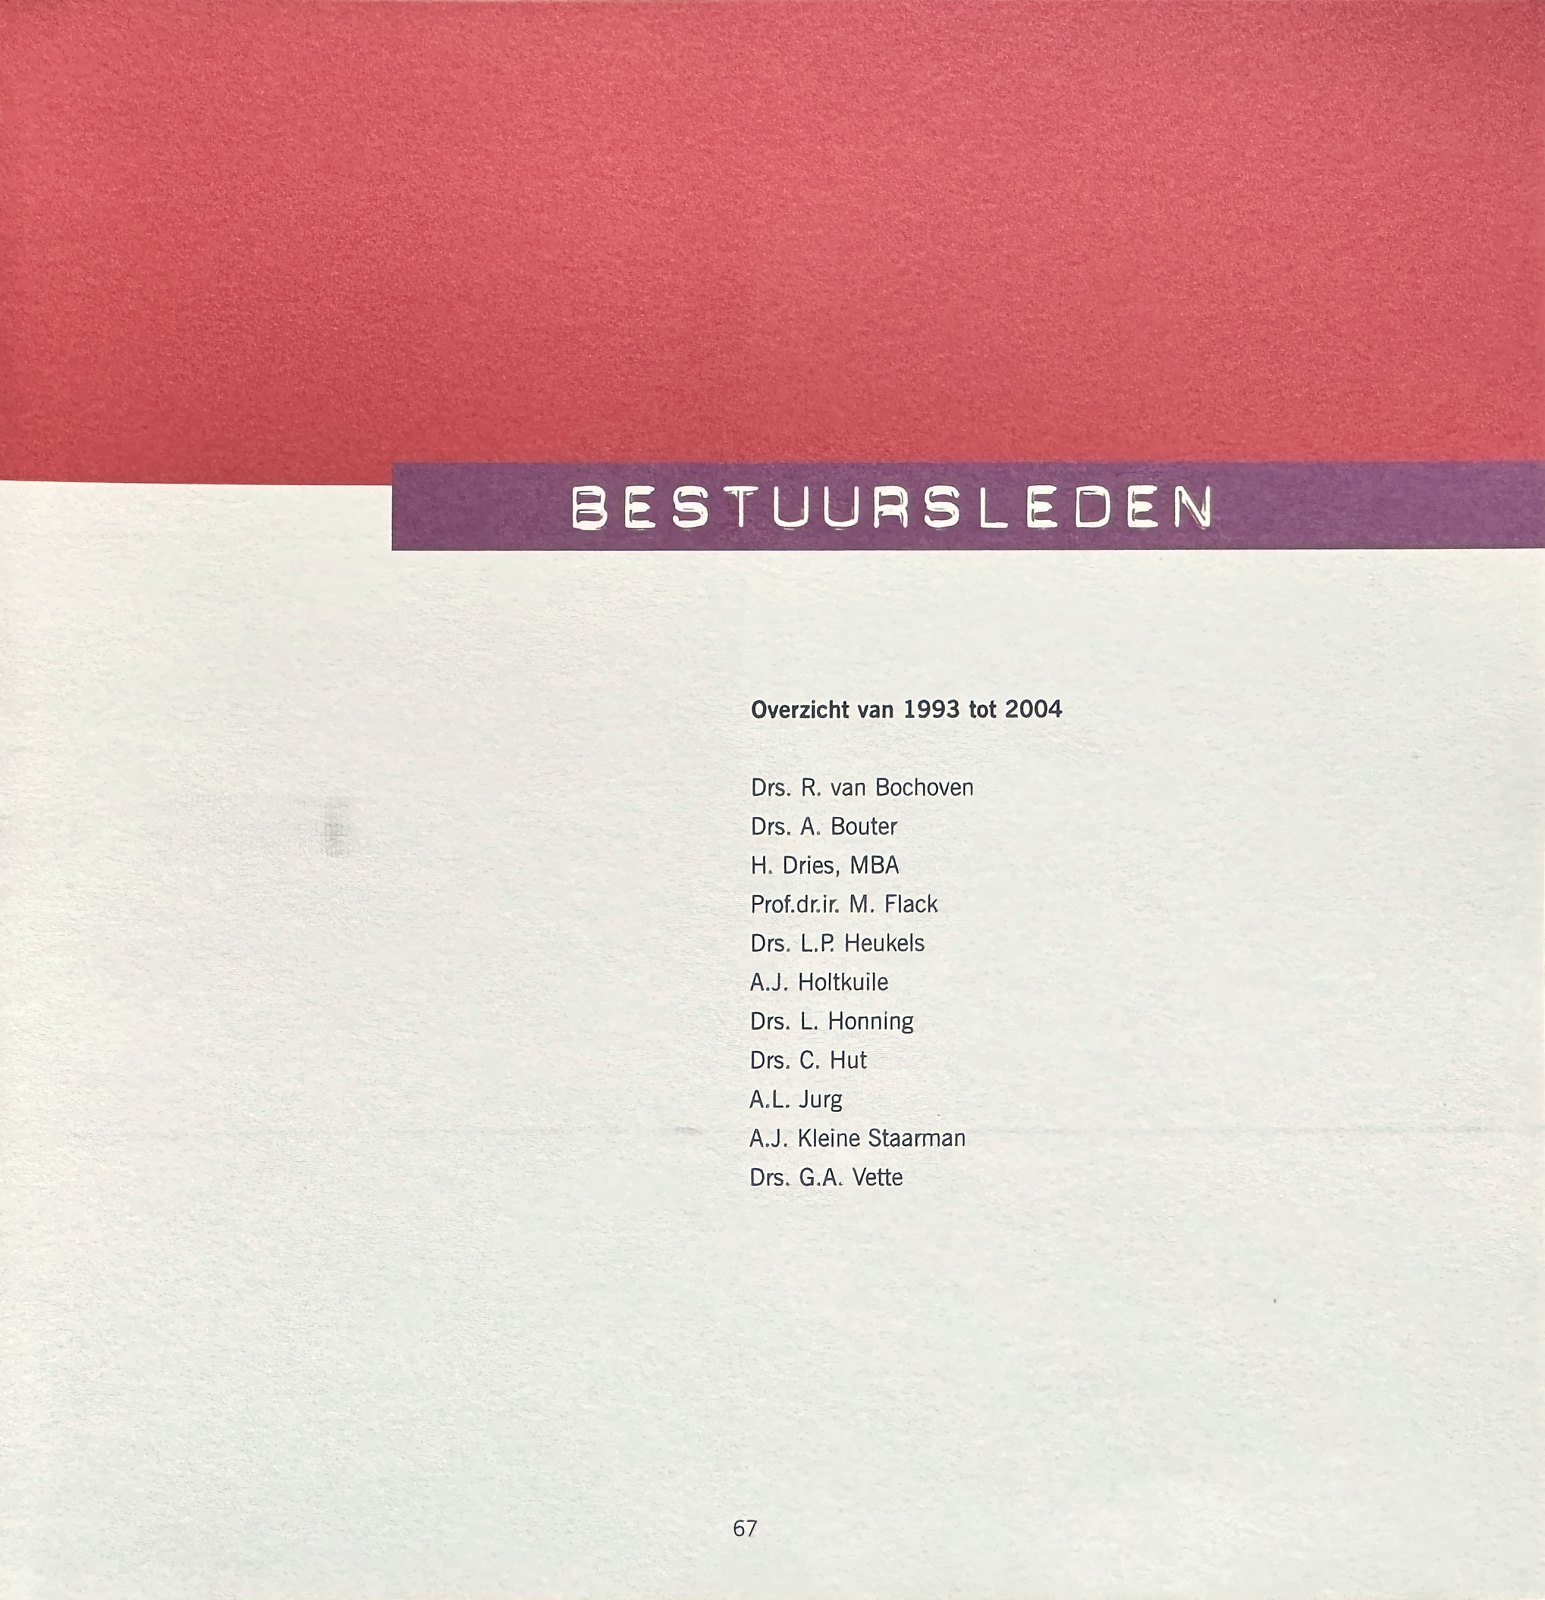 BESTUURSLEDEN
Overzicht van 1993 tot 2004
Drs. R. van Bochoven
Drs. A. Bouter
H. Dries, MBA
Prof.dr.ir. M. Flack
Drs. L.P. Heukels
A.J. Holtkuile
Drs. L. Honning
Drs. C. Hut
A.L. Jurg
A.J. Kleine Staarman
Drs. G.A. Vette
67